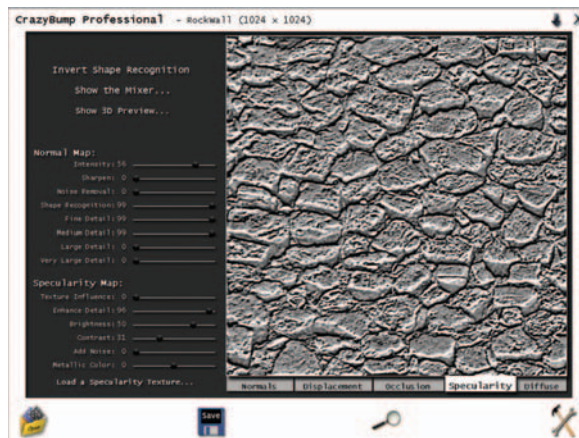 CrazyBump Professional - RockWall (1024 x 1024)
Invert Shape Recognition
Show the Mixer...
Show 3D Preview...
Normal Map:
Intensity: 56
Sharpen: 0
Noise Removal: 0
Shape Recognition: 99
Fine Detail: 99
Medium Detail: 99
Large Detail: 0
Very Large Detail: 0
Specularity Map:
Texture Influence: 0
Enhance Detail: 96
Brightness: 50
Contrast: 31
Add Noise: 0
Metallic Color: 0
Load a Specularity Texture...
Normals Displacement Occlusion Specularity Diffuse
Open Save